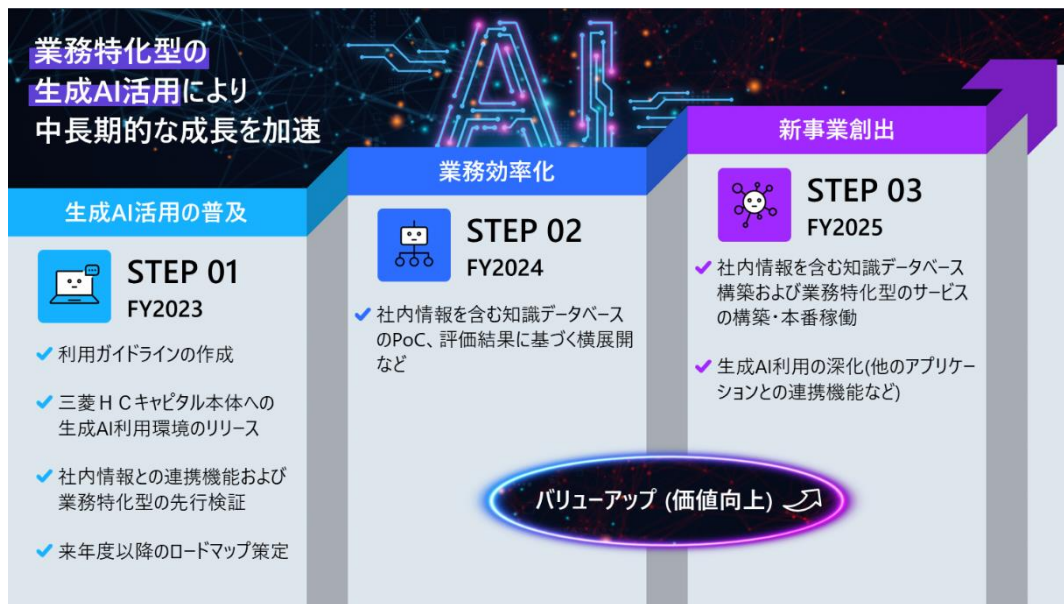 業務特化型の
生成AI活用により
中長期的な成長を加速
AI
生成AI活用の普及
STEP 01
FY2023
利用ガイドラインの作成
三菱ＨＣキャピタル本体への
生成AI利用環境のリリース
社内情報との連携機能および
業務特化型の先行検証
来年度以降のロードマップ策定
業務効率化
STEP 02
FY2024
社内情報を含む知識データベース
のPoC、評価結果に基づく横展開
など
新事業創出
STEP 03
FY2025
社内情報を含む知識データベース
構築および業務特化型のサービス
の構築・本番稼働
生成AI利用の深化(他のアプリケー
ションとの連携機能など)
バリューアップ (価値向上)